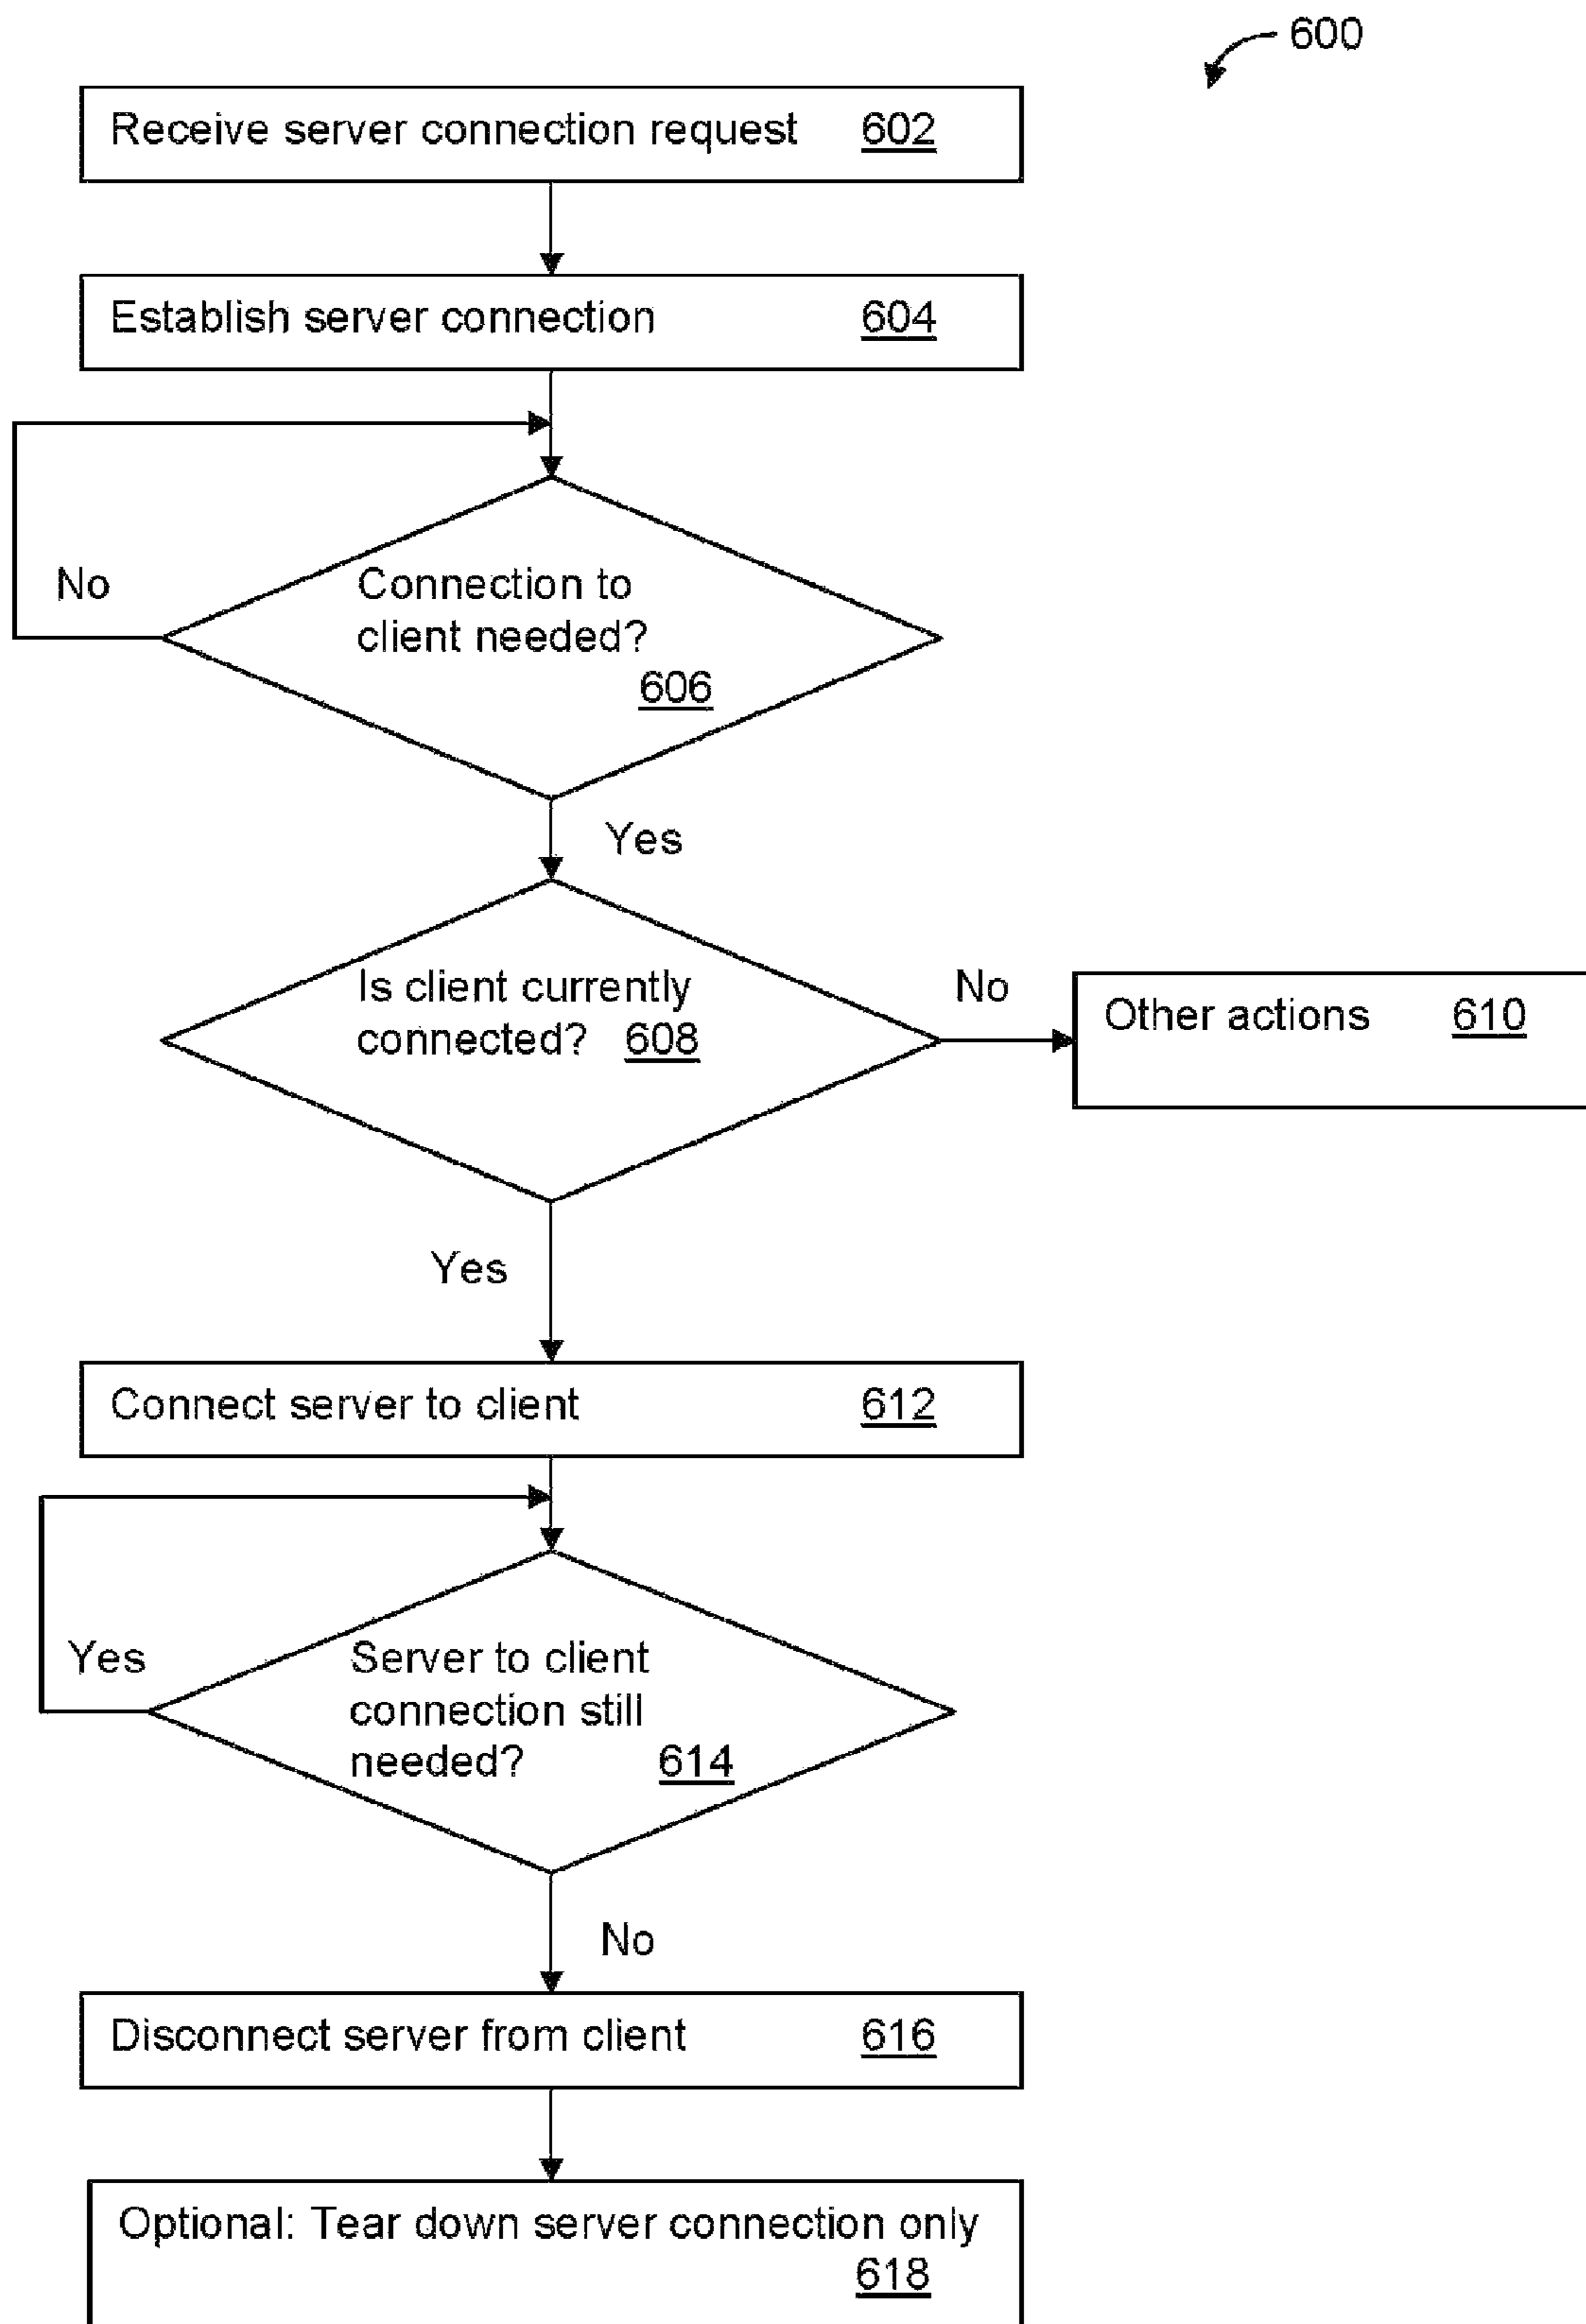 600
Receive server connection request 602
Establish server connection 604
No
Connection to
client needed?
606
Yes
Is client currently
connected? 608
No
Other actions 610
Yes
Connect server to client 612
Yes
Server to client
connection still
needed? 614
No
Disconnect server from client 616
Optional: Tear down server connection only
618